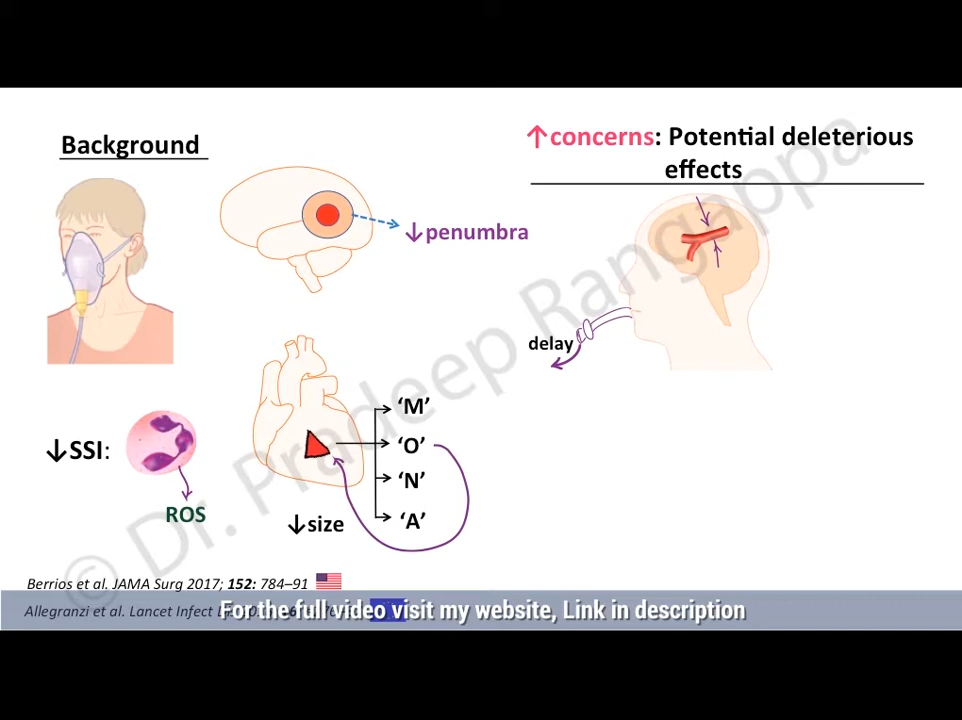 Background
↑concerns: Potential deleterious
effects
↓penumbra
delay
‘M’
‘O’
‘N’
‘A’
↓SSI:
ROS
↓size
© Dr. Pradeep Rangappa
Berrios et al. JAMA Surg 2017; 152: 784–91
Allegranzi et al. Lancet Infect
For the full video visit my website, Link in description